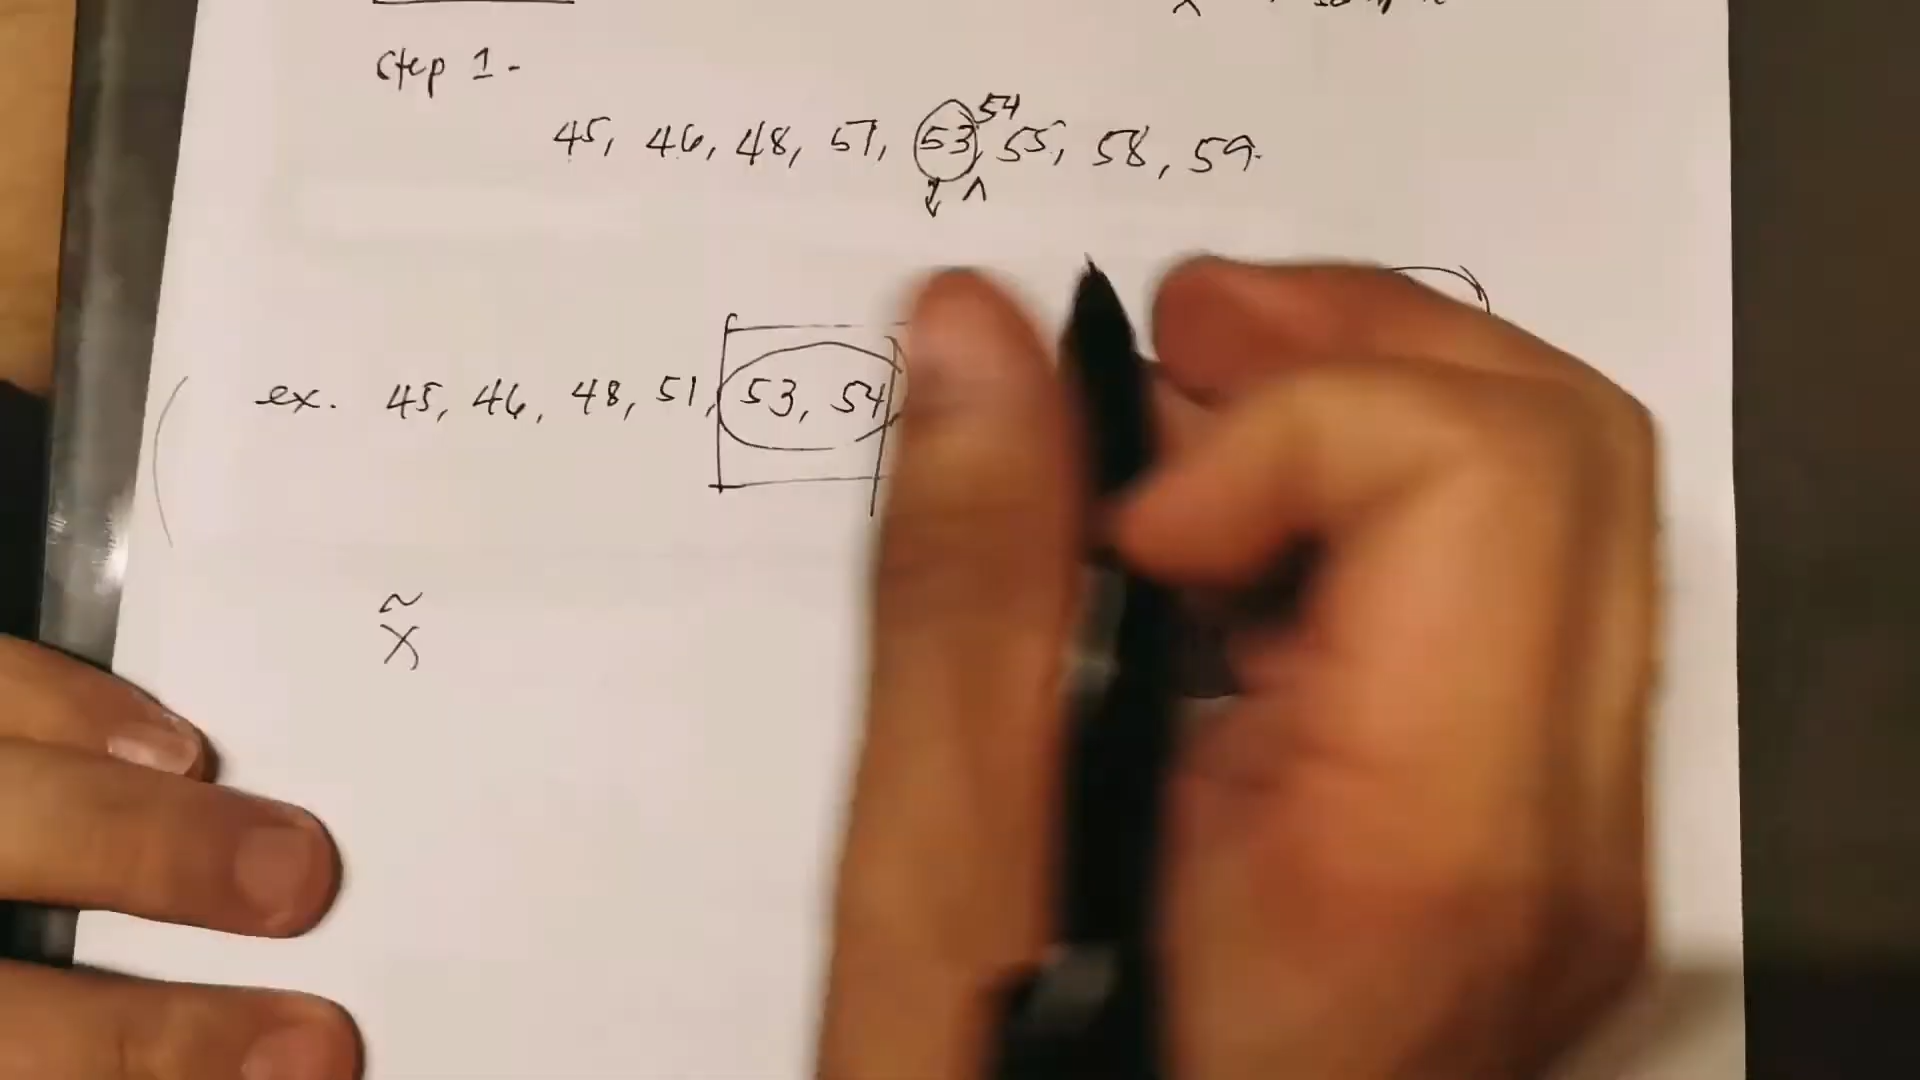 Step 1-
54
45, 46, 48, 51, 53, 55, 58, 59.
ex. 45, 46, 48, 51, 53, 54
x̃